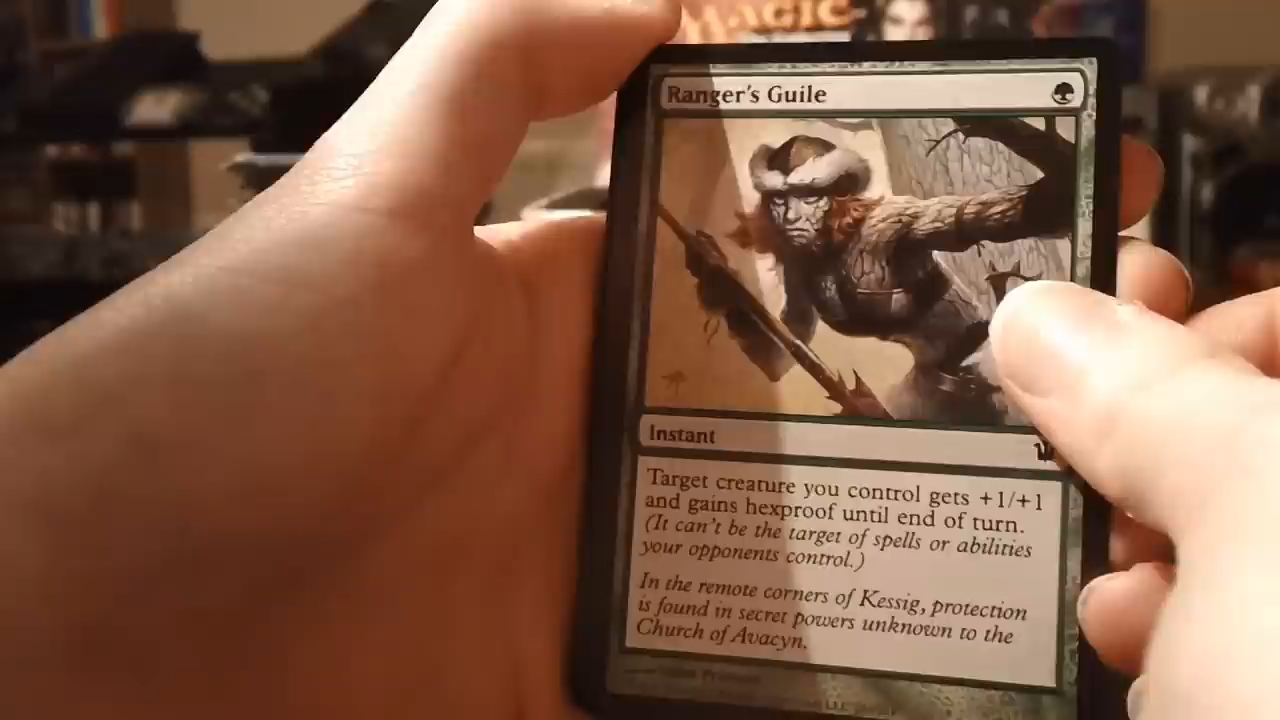 MAGIC
Ranger's Guile
Instant
Target creature you control gets +1/+1
and gains hexproof until end of turn.
(It can't be the target of spells or abilities
your opponents control.)
In the remote corners of Kessig, protection
is found in secret powers unknown to the
Church of Avacyn.